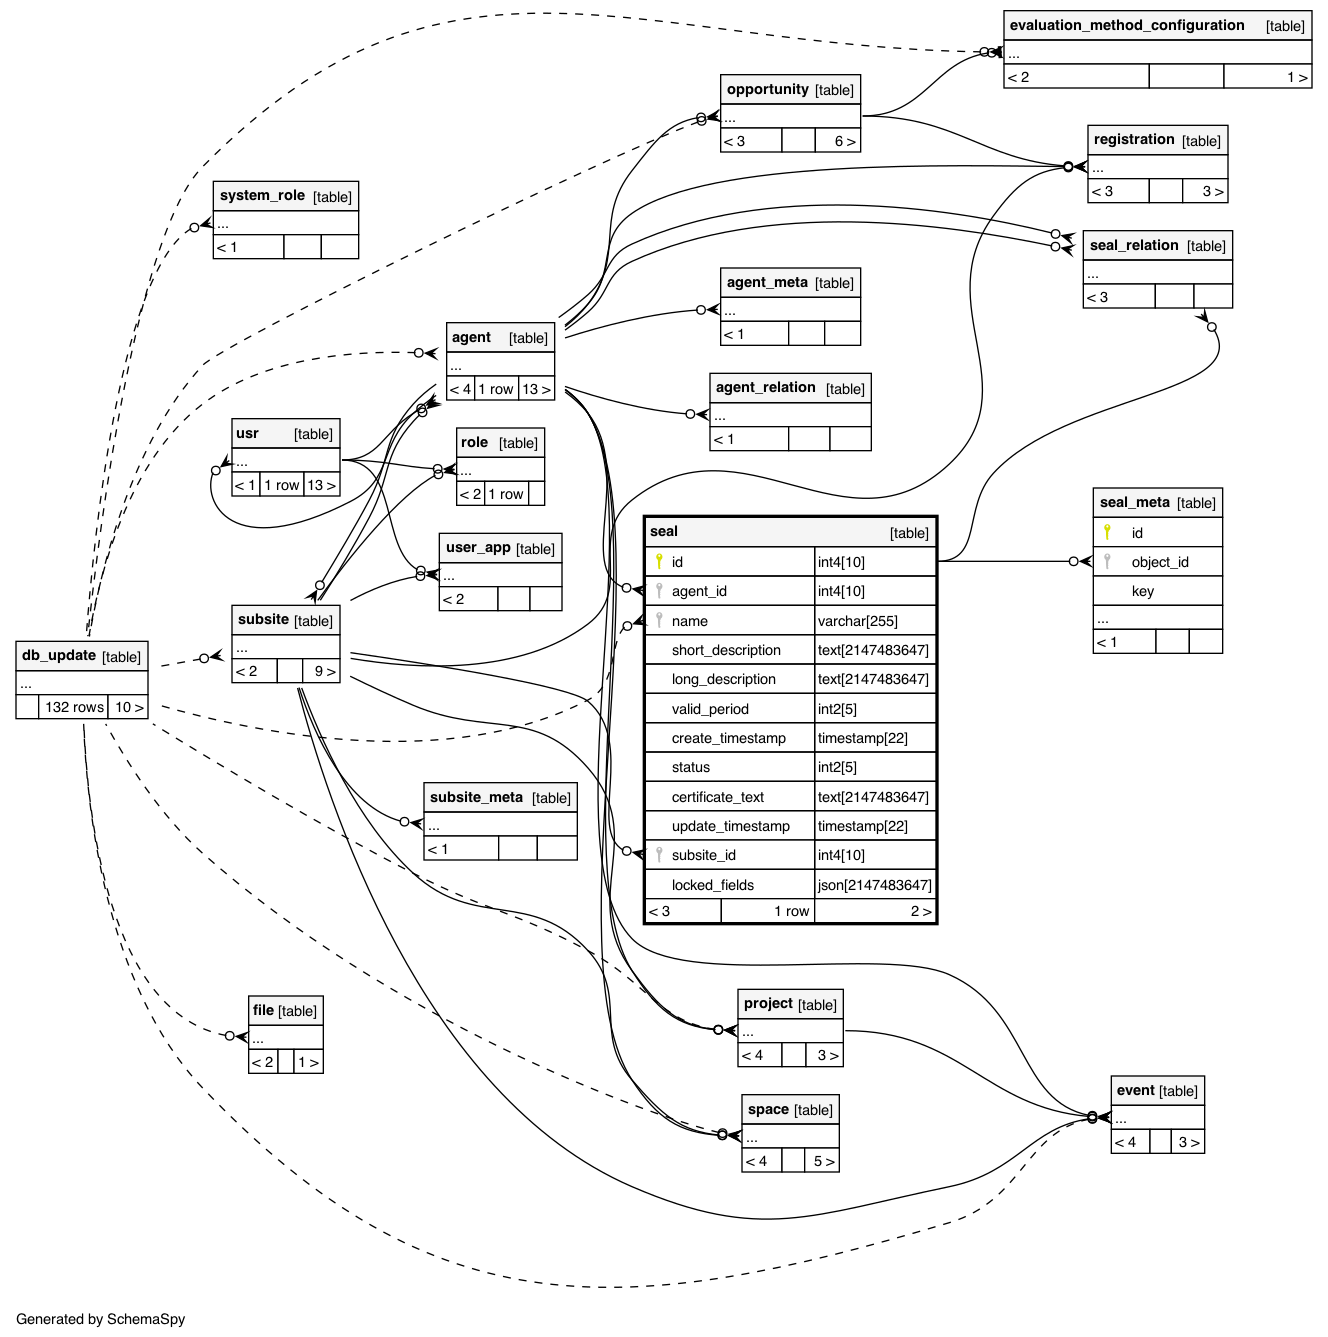 evaluation_method_configuration [table]
...
< 2 1 >
opportunity [table]
...
< 3 6 >
registration [table]
...
< 3 3 >
system_role [table]
...
< 1
seal_relation [table]
...
< 3
agent_meta [table]
...
< 1
agent [table]
...
< 4 1 row 13 >
agent_relation [table]
...
< 1
usr [table]
...
< 1 1 row 13 >
role [table]
...
< 2 1 row
user_app [table]
...
< 2
seal [table]
id int4[10]
agent_id int4[10]
name varchar[255]
short_description text[2147483647]
long_description text[2147483647]
valid_period int2[5]
create_timestamp timestamp[22]
status int2[5]
certificate_text text[2147483647]
update_timestamp timestamp[22]
subsite_id int4[10]
locked_fields json[2147483647]
< 3 1 row 2 >
seal_meta [table]
id
object_id
key
...
< 1
subsite [table]
...
< 2 9 >
db_update [table]
...
132 rows 10 >
subsite_meta [table]
...
< 1
file [table]
...
< 2 1 >
project [table]
...
< 4 3 >
space [table]
...
< 4 5 >
event [table]
...
< 4 3 >
Generated by SchemaSpy